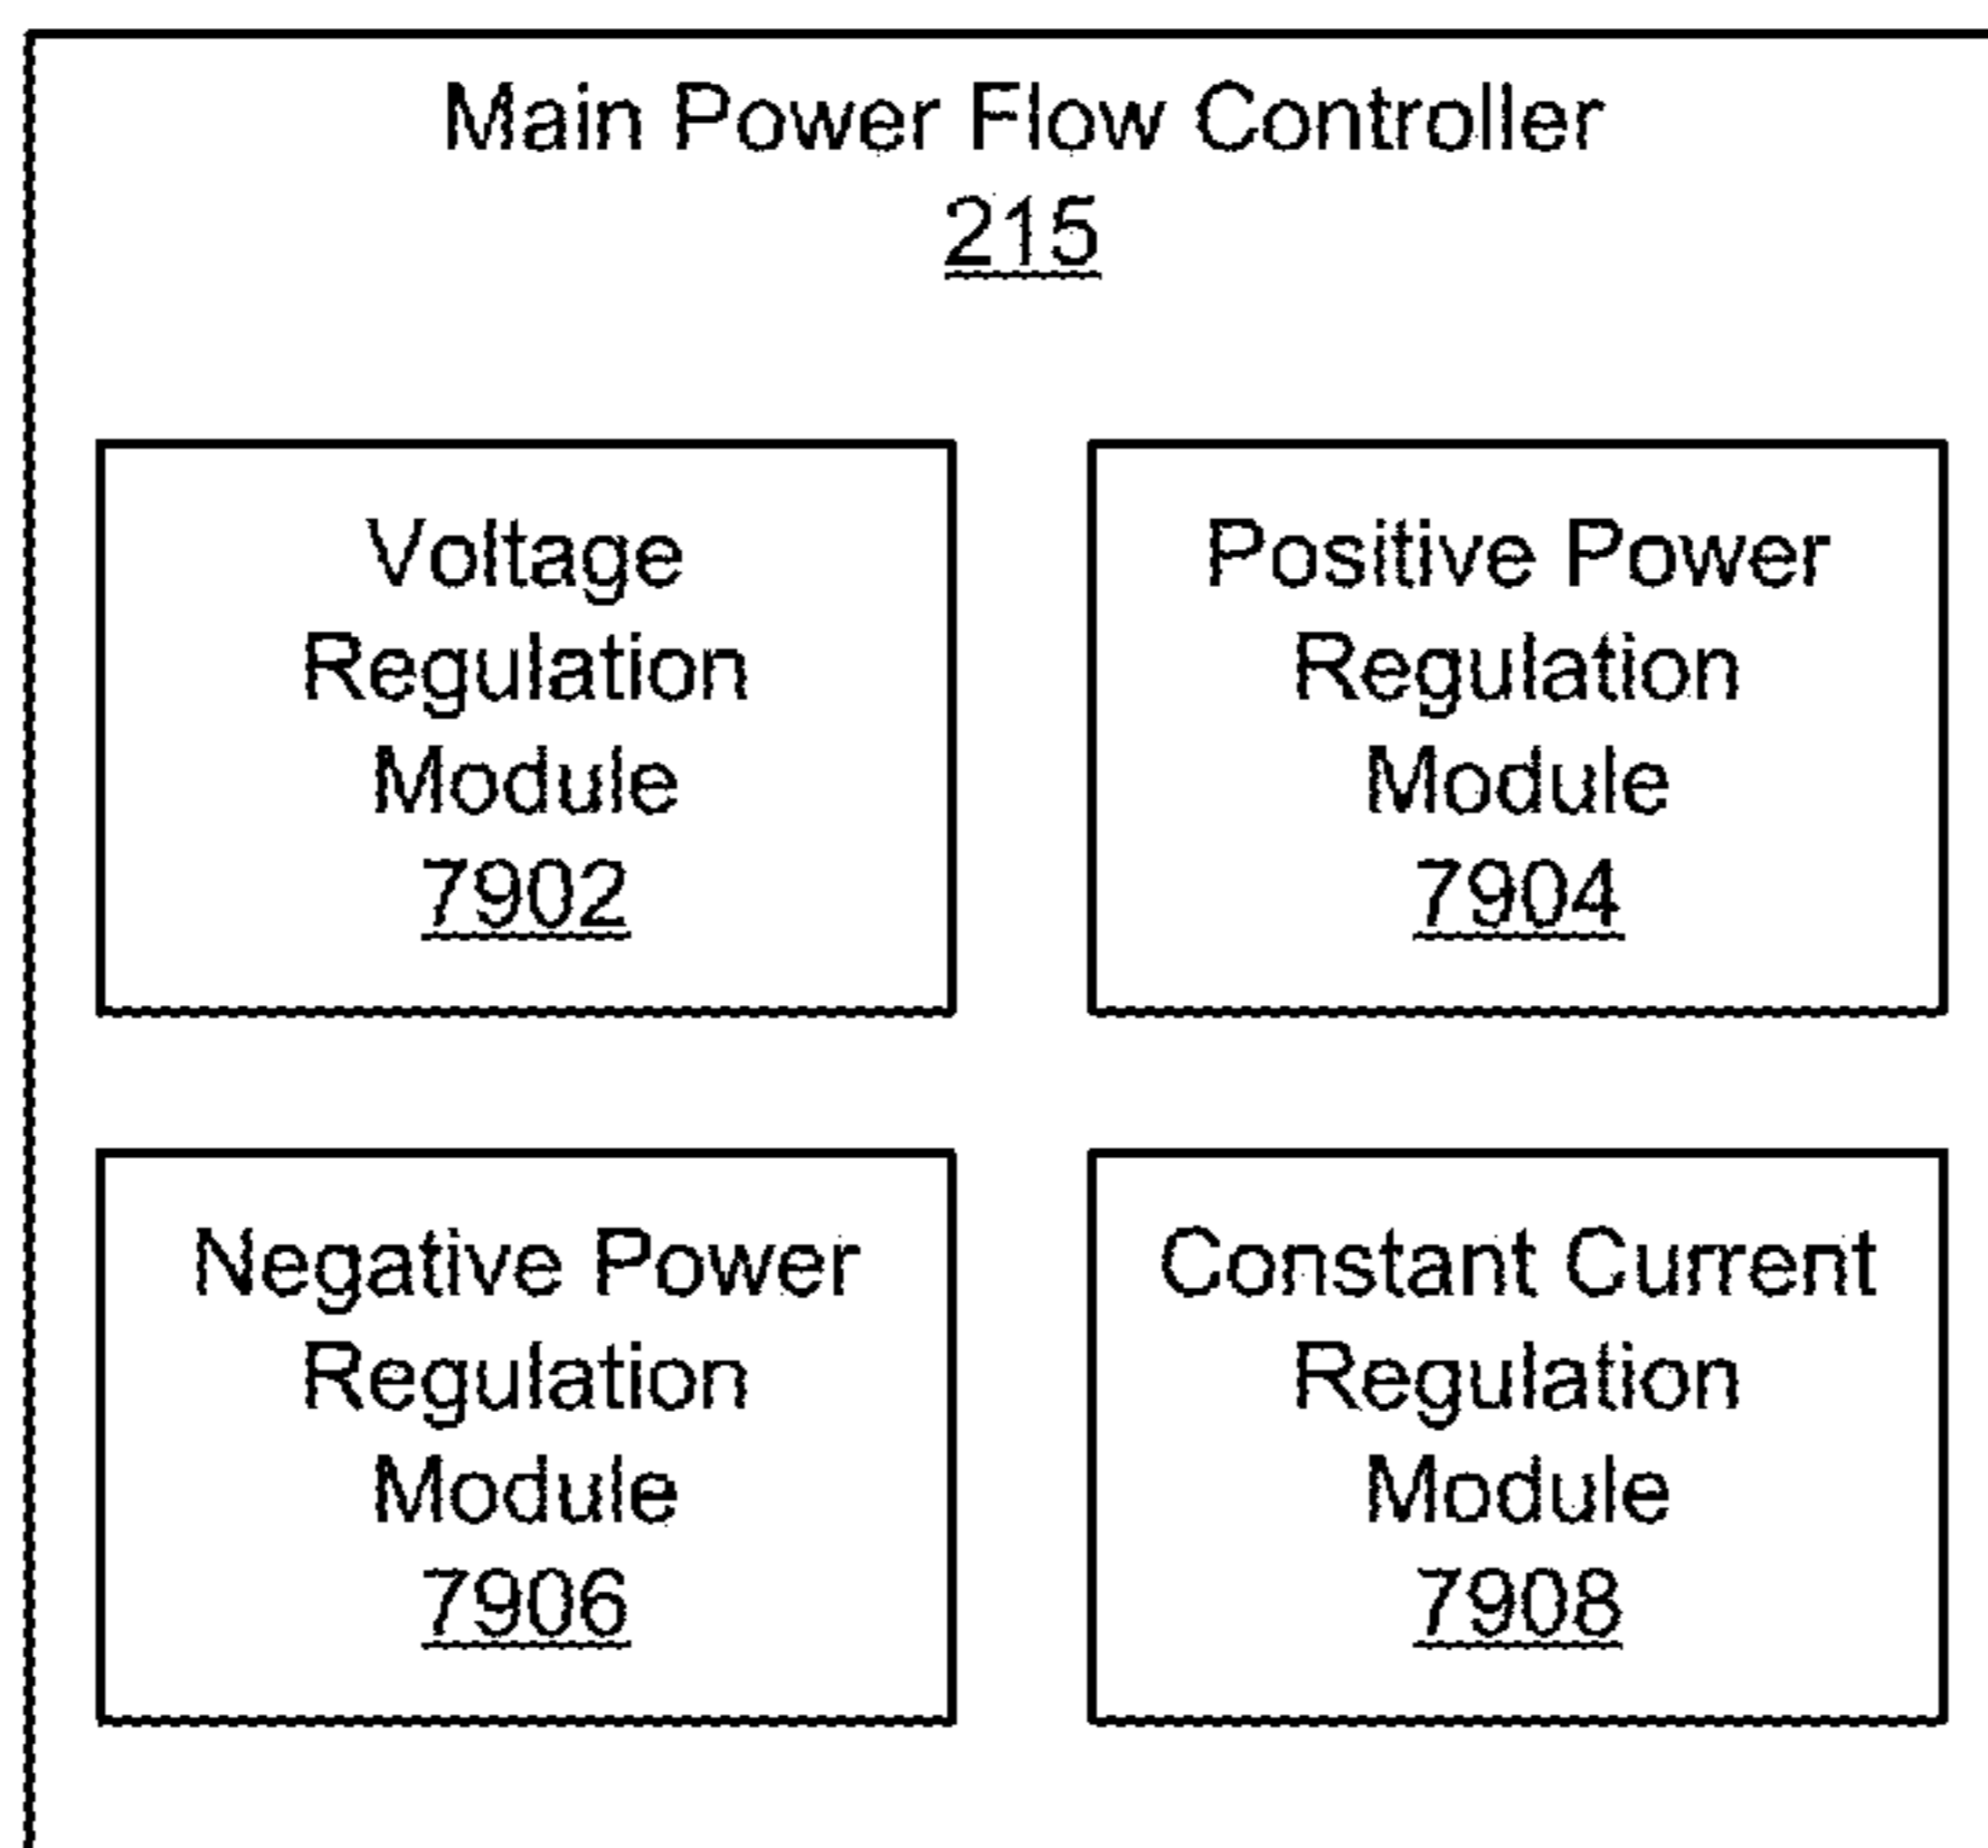 Main Power Flow Controller
215
Voltage
Regulation
Module
7902
Positive Power
Regulation
Module
7904
Negative Power
Regulation
Module
7906
Constant Current
Regulation
Module
7908